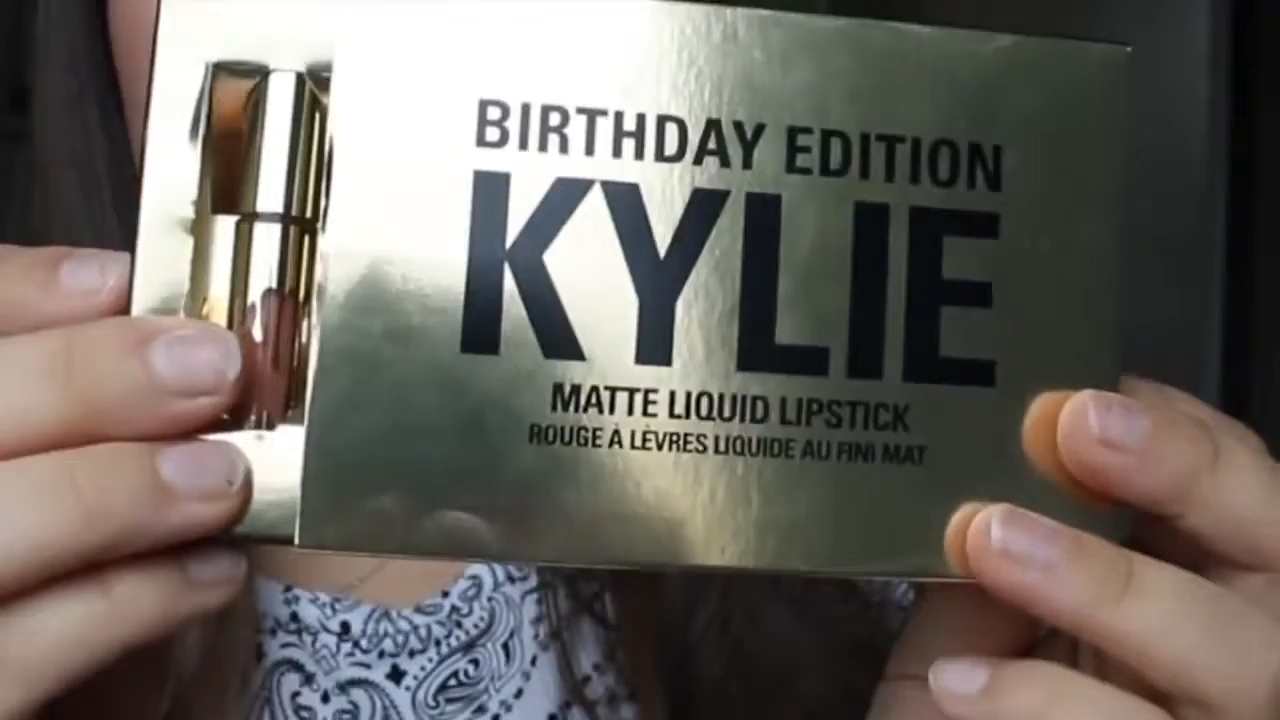 BIRTHDAY EDITION
KYLIE
MATTE LIQUID LIPSTICK
ROUGE À LÈVRES LIQUIDE AU FINI MAT